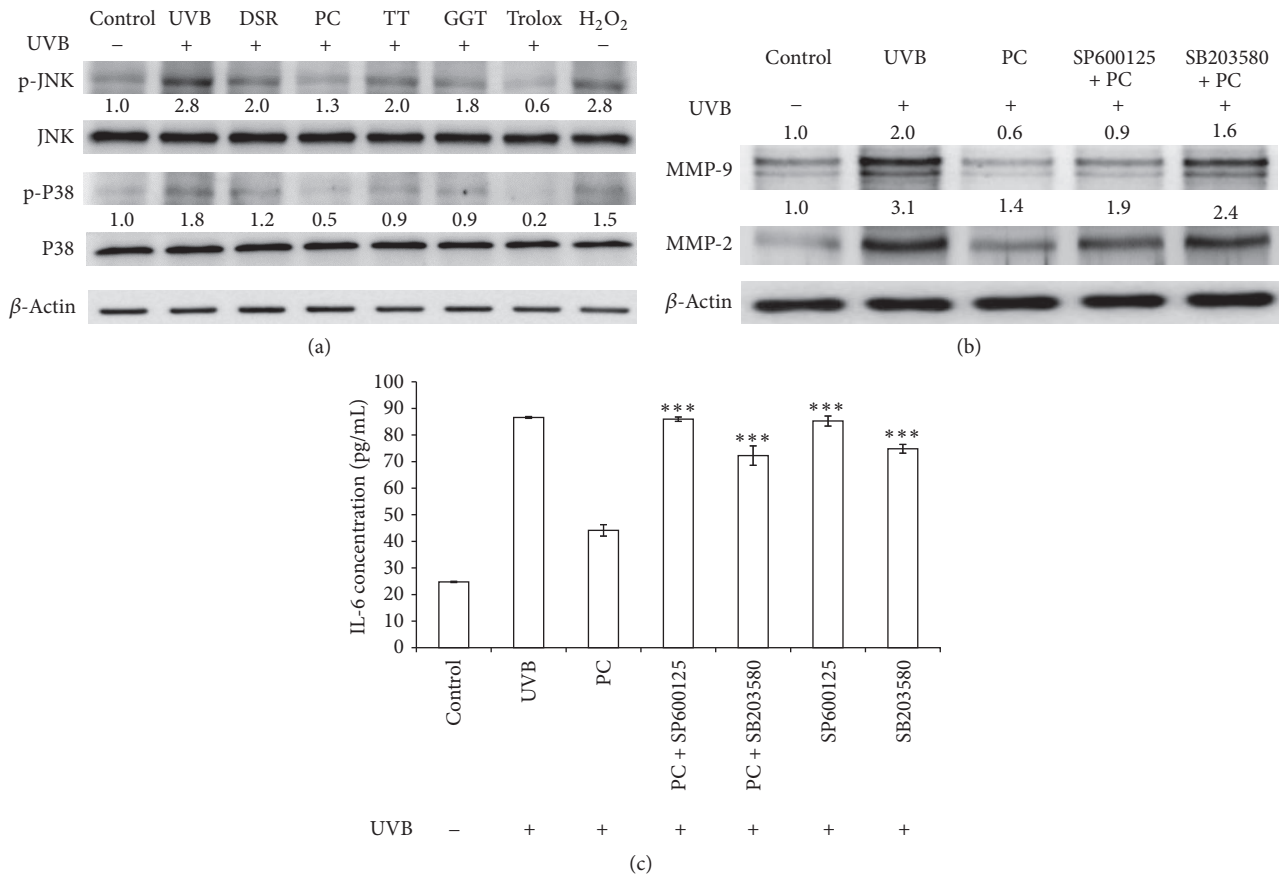 Control UVB DSR PC TT GGT Trolox H₂O₂
UVB − + + + + + + −
p-JNK
1.0 2.8 2.0 1.3 2.0 1.8 0.6 2.8
JNK
p-P38
1.0 1.8 1.2 0.5 0.9 0.9 0.2 1.5
P38
β-Actin
(a)
Control UVB PC SP600125 + PC SB203580 + PC
UVB − + + + +
1.0 2.0 0.6 0.9 1.6
MMP-9
1.0 3.1 1.4 1.9 2.4
MMP-2
β-Actin
(b)
IL-6 concentration (pg/mL)
100
90
80
70
60
50
40
30
20
10
0
*** *** *** ***
Control UVB PC PC + SP600125 PC + SB203580 SP600125 SB203580
UVB − + + + + + +
(c)